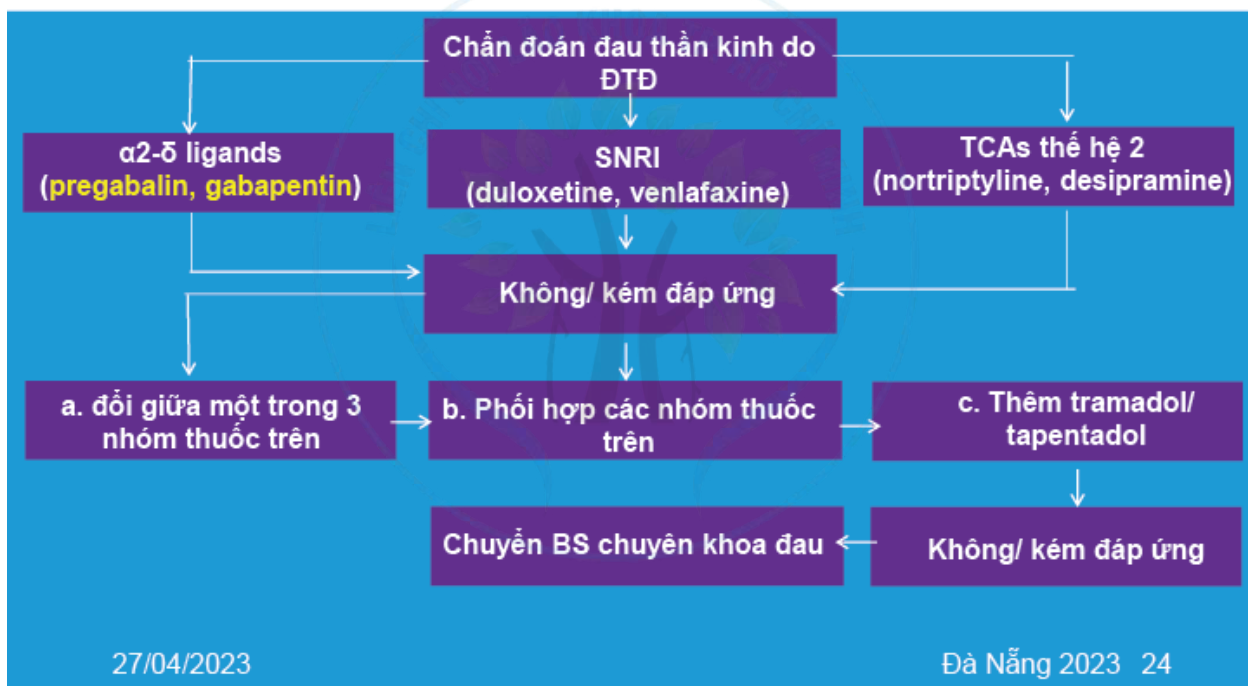 Chẩn đoán đau thần kinh do
ĐTĐ
α2-δ ligands
(pregabalin, gabapentin)
SNRI
(duloxetine, venlafaxine)
TCAs thế hệ 2
(nortriptyline, desipramine)
Không/ kém đáp ứng
a. đổi giữa một trong 3
nhóm thuốc trên
b. Phối hợp các nhóm thuốc
trên
c. Thêm tramadol/
tapentadol
Chuyển BS chuyên khoa đau
Không/ kém đáp ứng
27/04/2023
Đà Nẵng 2023 24